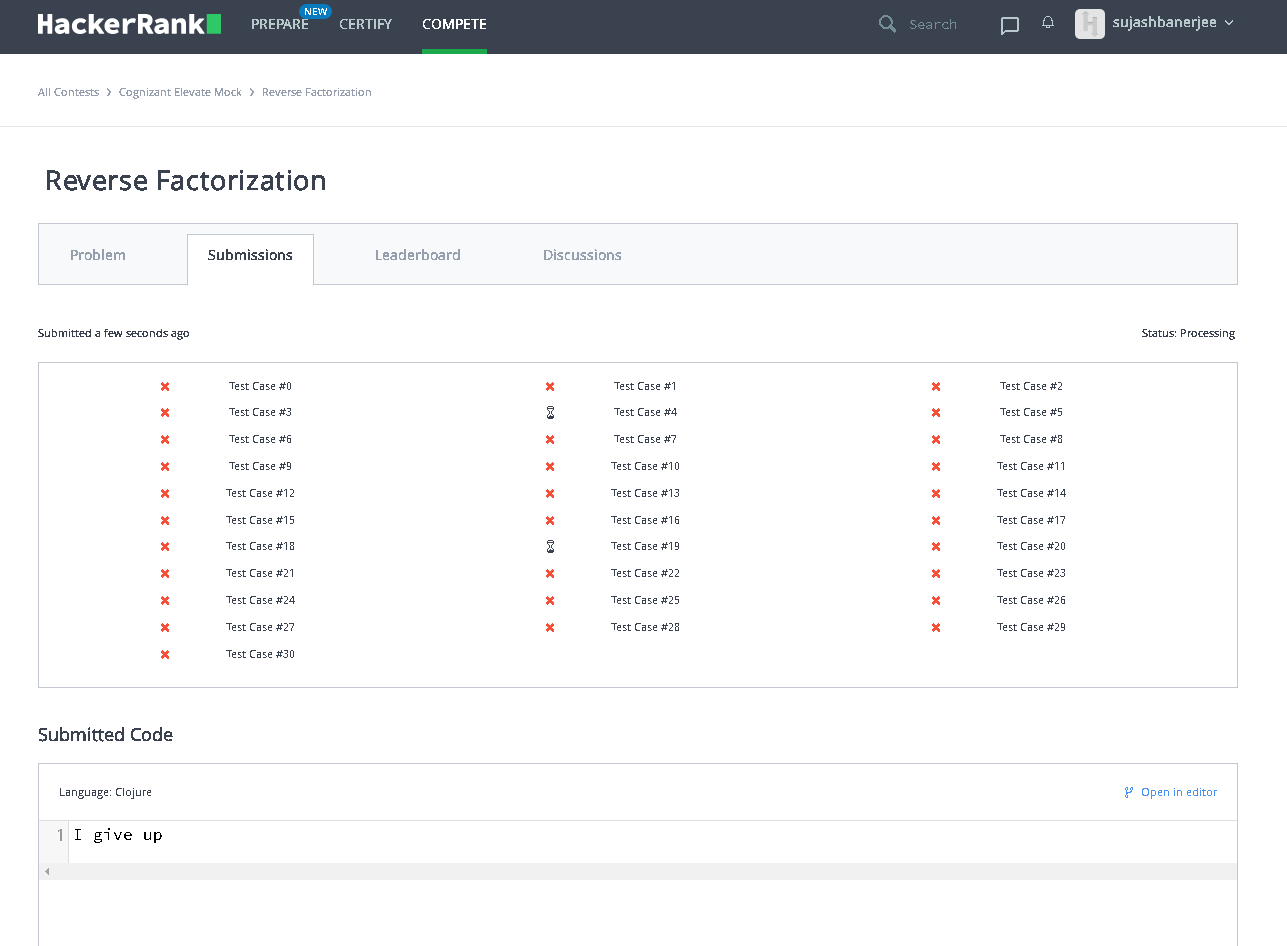 HackerRank PREPARE NEW CERTIFY COMPETE Search sujashbanerjee
All Contests > Cognizant Elevate Mock > Reverse Factorization
Reverse Factorization
Problem Submissions Leaderboard Discussions
Submitted a few seconds ago Status: Processing
Test Case #0 Test Case #1 Test Case #2
Test Case #3 Test Case #4 Test Case #5
Test Case #6 Test Case #7 Test Case #8
Test Case #9 Test Case #10 Test Case #11
Test Case #12 Test Case #13 Test Case #14
Test Case #15 Test Case #16 Test Case #17
Test Case #18 Test Case #19 Test Case #20
Test Case #21 Test Case #22 Test Case #23
Test Case #24 Test Case #25 Test Case #26
Test Case #27 Test Case #28 Test Case #29
Test Case #30
Submitted Code
Language: Clojure Open in editor
1 I give up